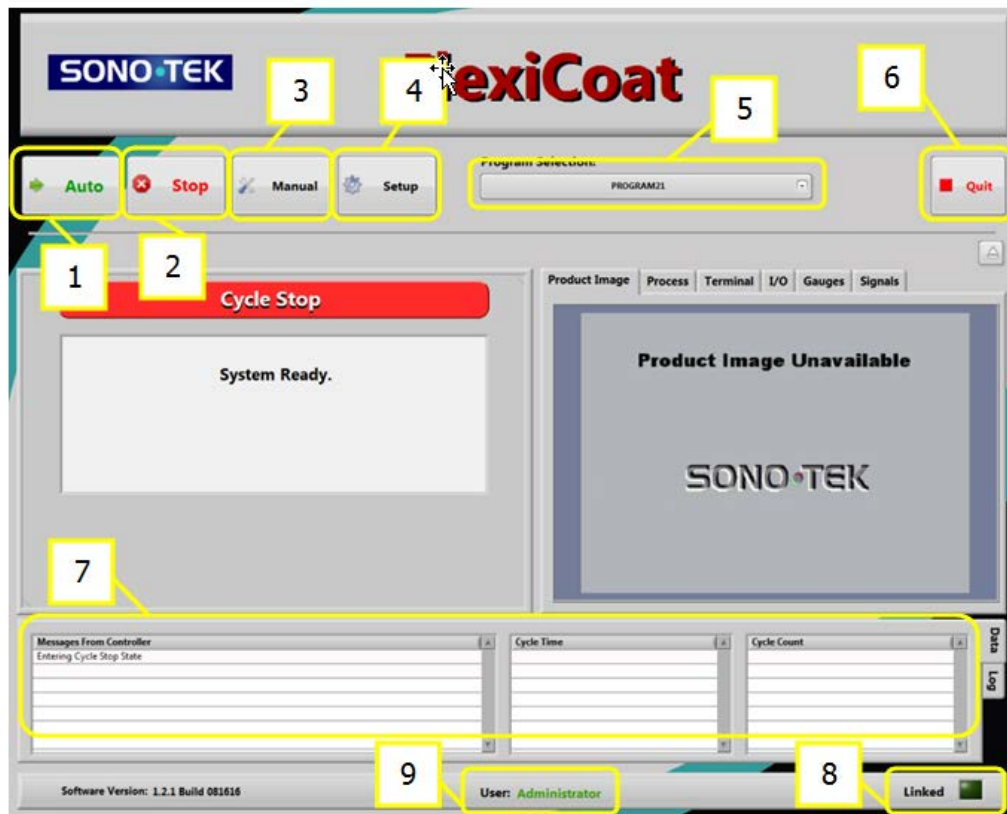 SONO•TEK
FlexiCoat
3
4
5
6
Auto
Stop
Manual
Setup
Program Selection:
PROGRAM21
Quit
1
2
Cycle Stop
System Ready.
Product Image
Process
Terminal
I/O
Gauges
Signals
Product Image Unavailable
SONO•TEK
7
Messages From Controller
Entering Cycle Stop State
Cycle Time
Cycle Count
Data
Log
9
8
Software Version: 1.2.1 Build 081616
User: Administrator
Linked